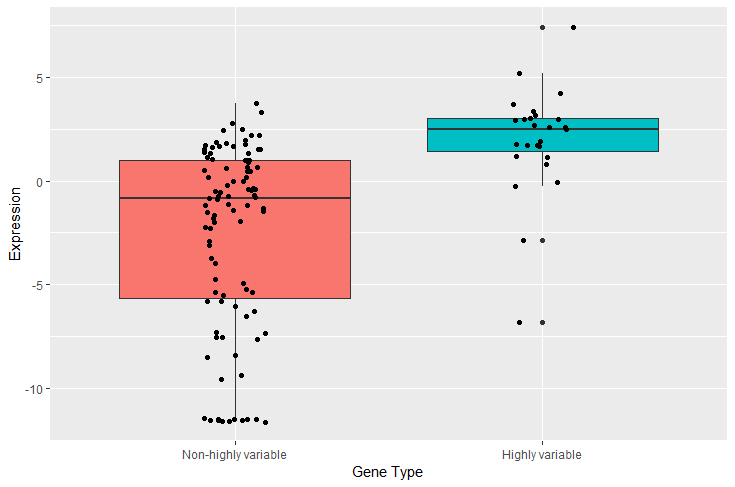 5
0
-5
-10
Expression
Non-highly variable
Highly variable
Gene Type